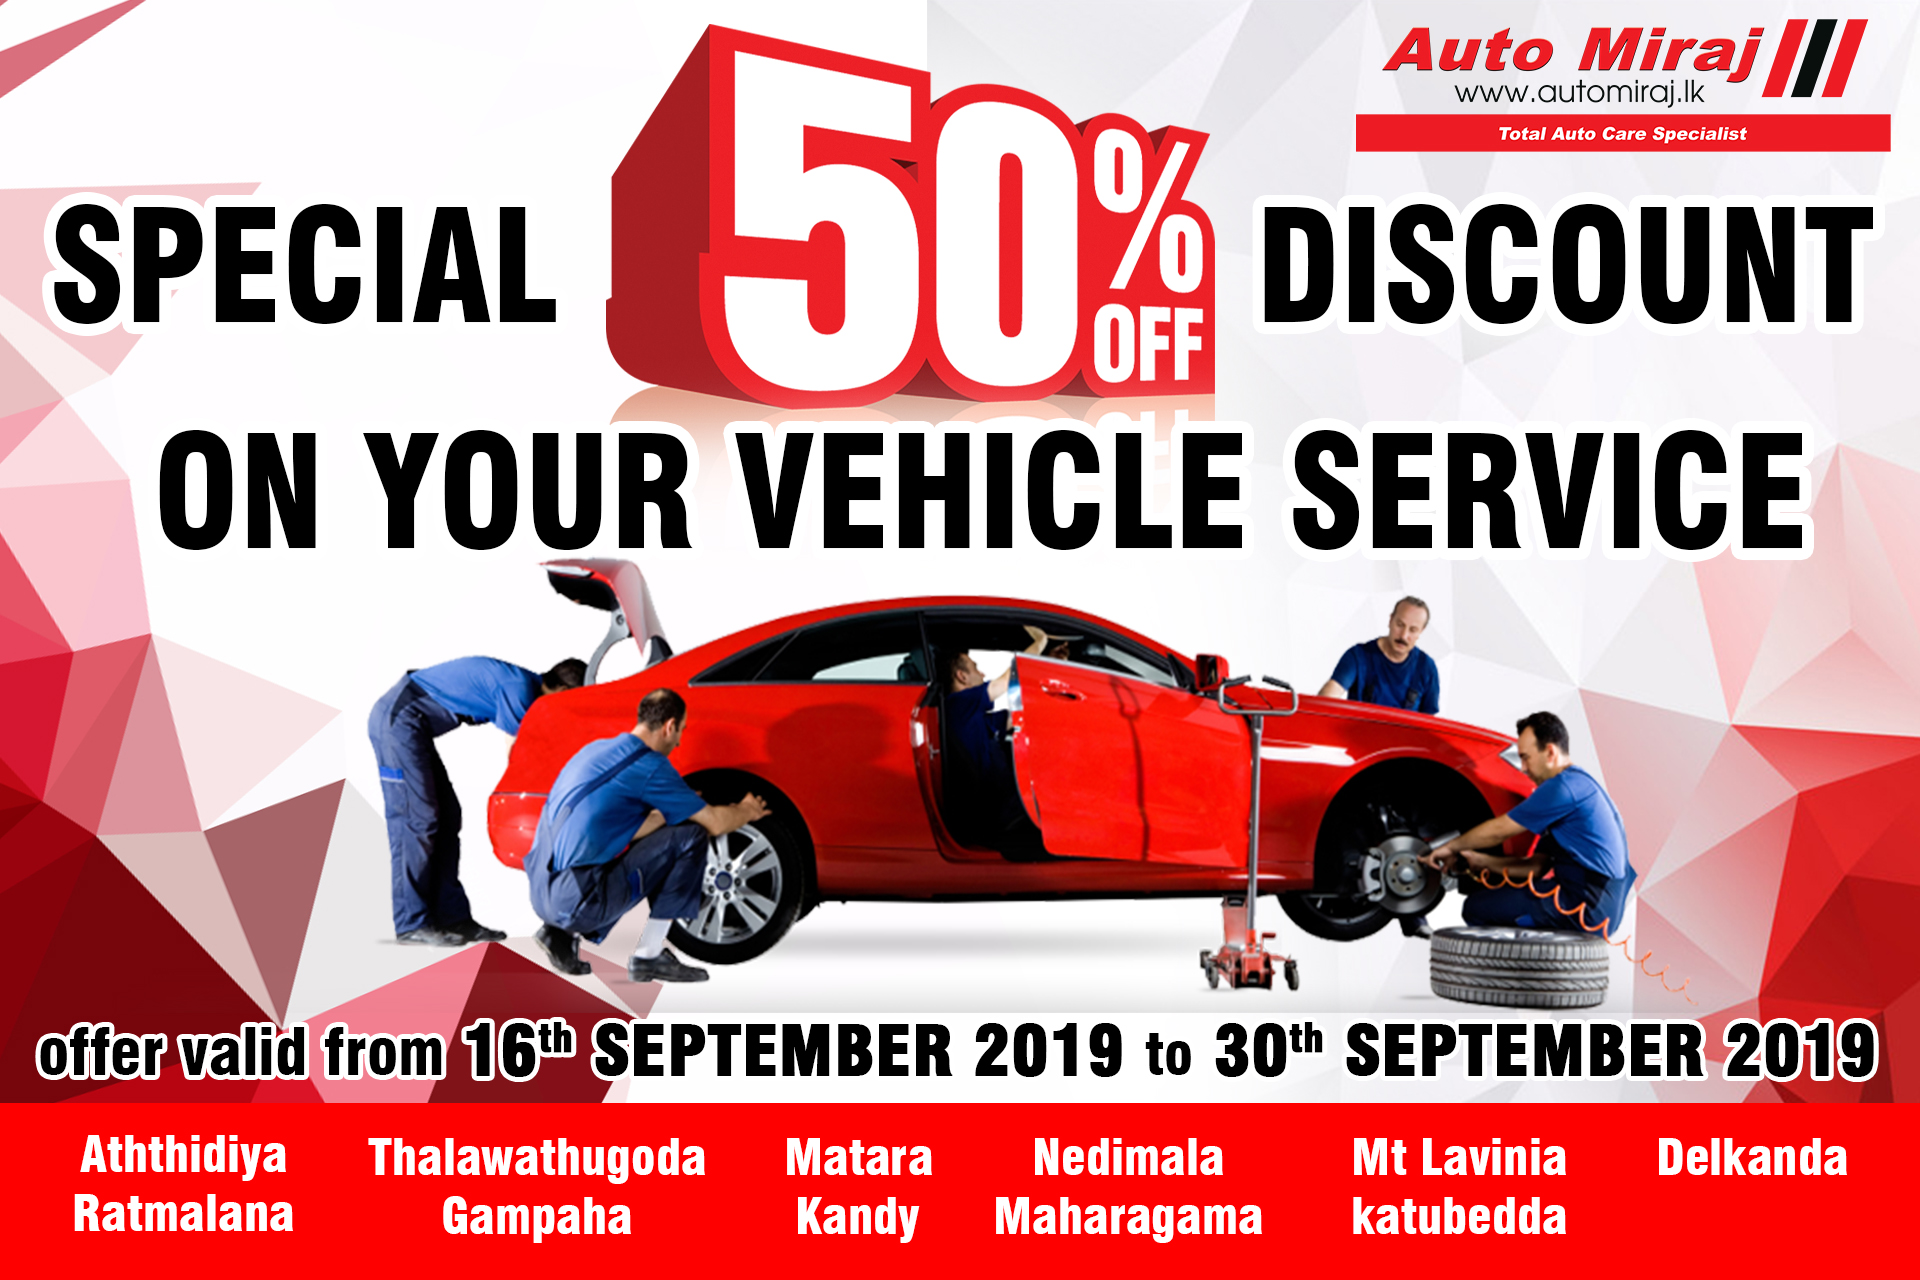 Auto Miraj
www.automiraj.lk
Total Auto Care Specialist
SPECIAL 50% OFF DISCOUNT
ON YOUR VEHICLE SERVICE
offer valid from 16th SEPTEMBER 2019 to 30th SEPTEMBER 2019
Aththidiya Thalawathugoda Matara Nedimala Mt Lavinia Delkanda
Ratmalana Gampaha Kandy Maharagama katubedda